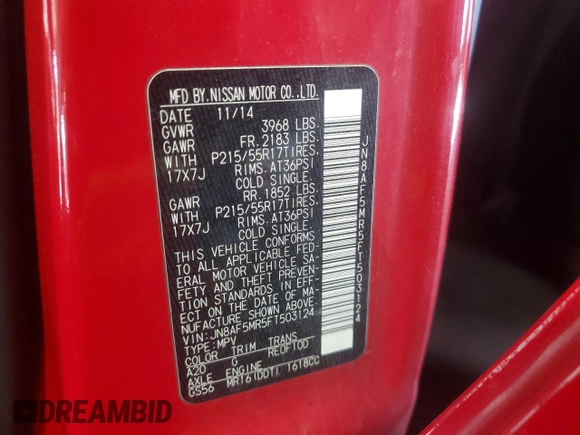 MFD BY.NISSAN MOTOR CO.,LTD.
DATE 11/14
GVWR 3968 LBS
GAWR FR. 2183 LBS.
WITH P215/55R17TIRES.
17X7J RIMS.AT36PSI
COLD SINGLE.
GAWR RR 1852 LBS.
WITH P215/55R17TIRES.
17X7J RIMS.AT36PSI
COLD SINGLE.
THIS VEHICLE CONFORMS
TO ALL APPLICABLE FED-
ERAL MOTOR VEHICLE SA-
FETY AND THEFT PREVEN-
TION STANDARDS IN EFF-
ECT ON THE DATE OF MA-
NUFACTURE SHOWN ABOVE.
VIN:JN8AF5MR5FT503124
TYPE:MPV
COLOR TRIM TRANS
A20 G RE0F10D
AXLE ENGINE
GS56 MR16(DDT) 1618CC
JN8AF5MR5FT503124
DREAMBID